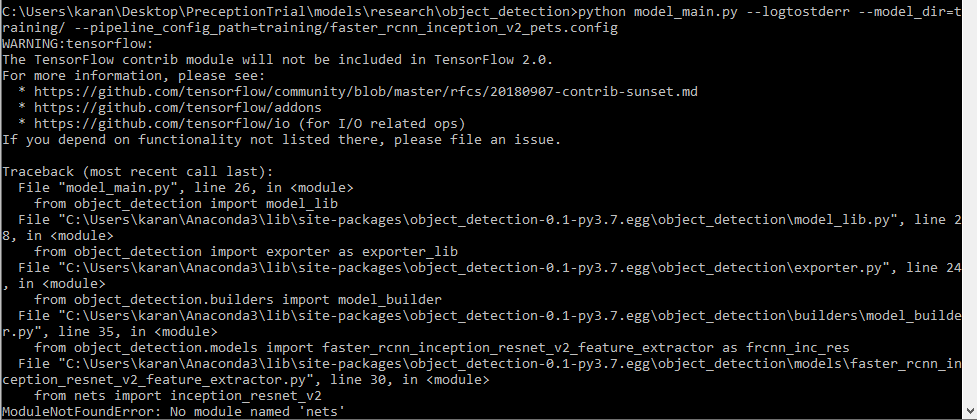 C:\Users\karan\Desktop\PreceptionTrial\models\research\object_detection>python model_main.py --logtostderr --model_dir=t
raining/ --pipeline_config_path=training/faster_rcnn_inception_v2_pets.config
WARNING:tensorflow:
The TensorFlow contrib module will not be included in TensorFlow 2.0.
For more information, please see:
  * https://github.com/tensorflow/community/blob/master/rfcs/20180907-contrib-sunset.md
  * https://github.com/tensorflow/addons
  * https://github.com/tensorflow/io (for I/O related ops)
If you depend on functionality not listed there, please file an issue.

Traceback (most recent call last):
  File "model_main.py", line 26, in <module>
    from object_detection import model_lib
  File "C:\Users\karan\Anaconda3\lib\site-packages\object_detection-0.1-py3.7.egg\object_detection\model_lib.py", line 2
8, in <module>
    from object_detection import exporter as exporter_lib
  File "C:\Users\karan\Anaconda3\lib\site-packages\object_detection-0.1-py3.7.egg\object_detection\exporter.py", line 24
, in <module>
    from object_detection.builders import model_builder
  File "C:\Users\karan\Anaconda3\lib\site-packages\object_detection-0.1-py3.7.egg\object_detection\builders\model_builde
r.py", line 35, in <module>
    from object_detection.models import faster_rcnn_inception_resnet_v2_feature_extractor as frcnn_inc_res
  File "C:\Users\karan\Anaconda3\lib\site-packages\object_detection-0.1-py3.7.egg\object_detection\models\faster_rcnn_in
ception_resnet_v2_feature_extractor.py", line 30, in <module>
    from nets import inception_resnet_v2
ModuleNotFoundError: No module named 'nets'